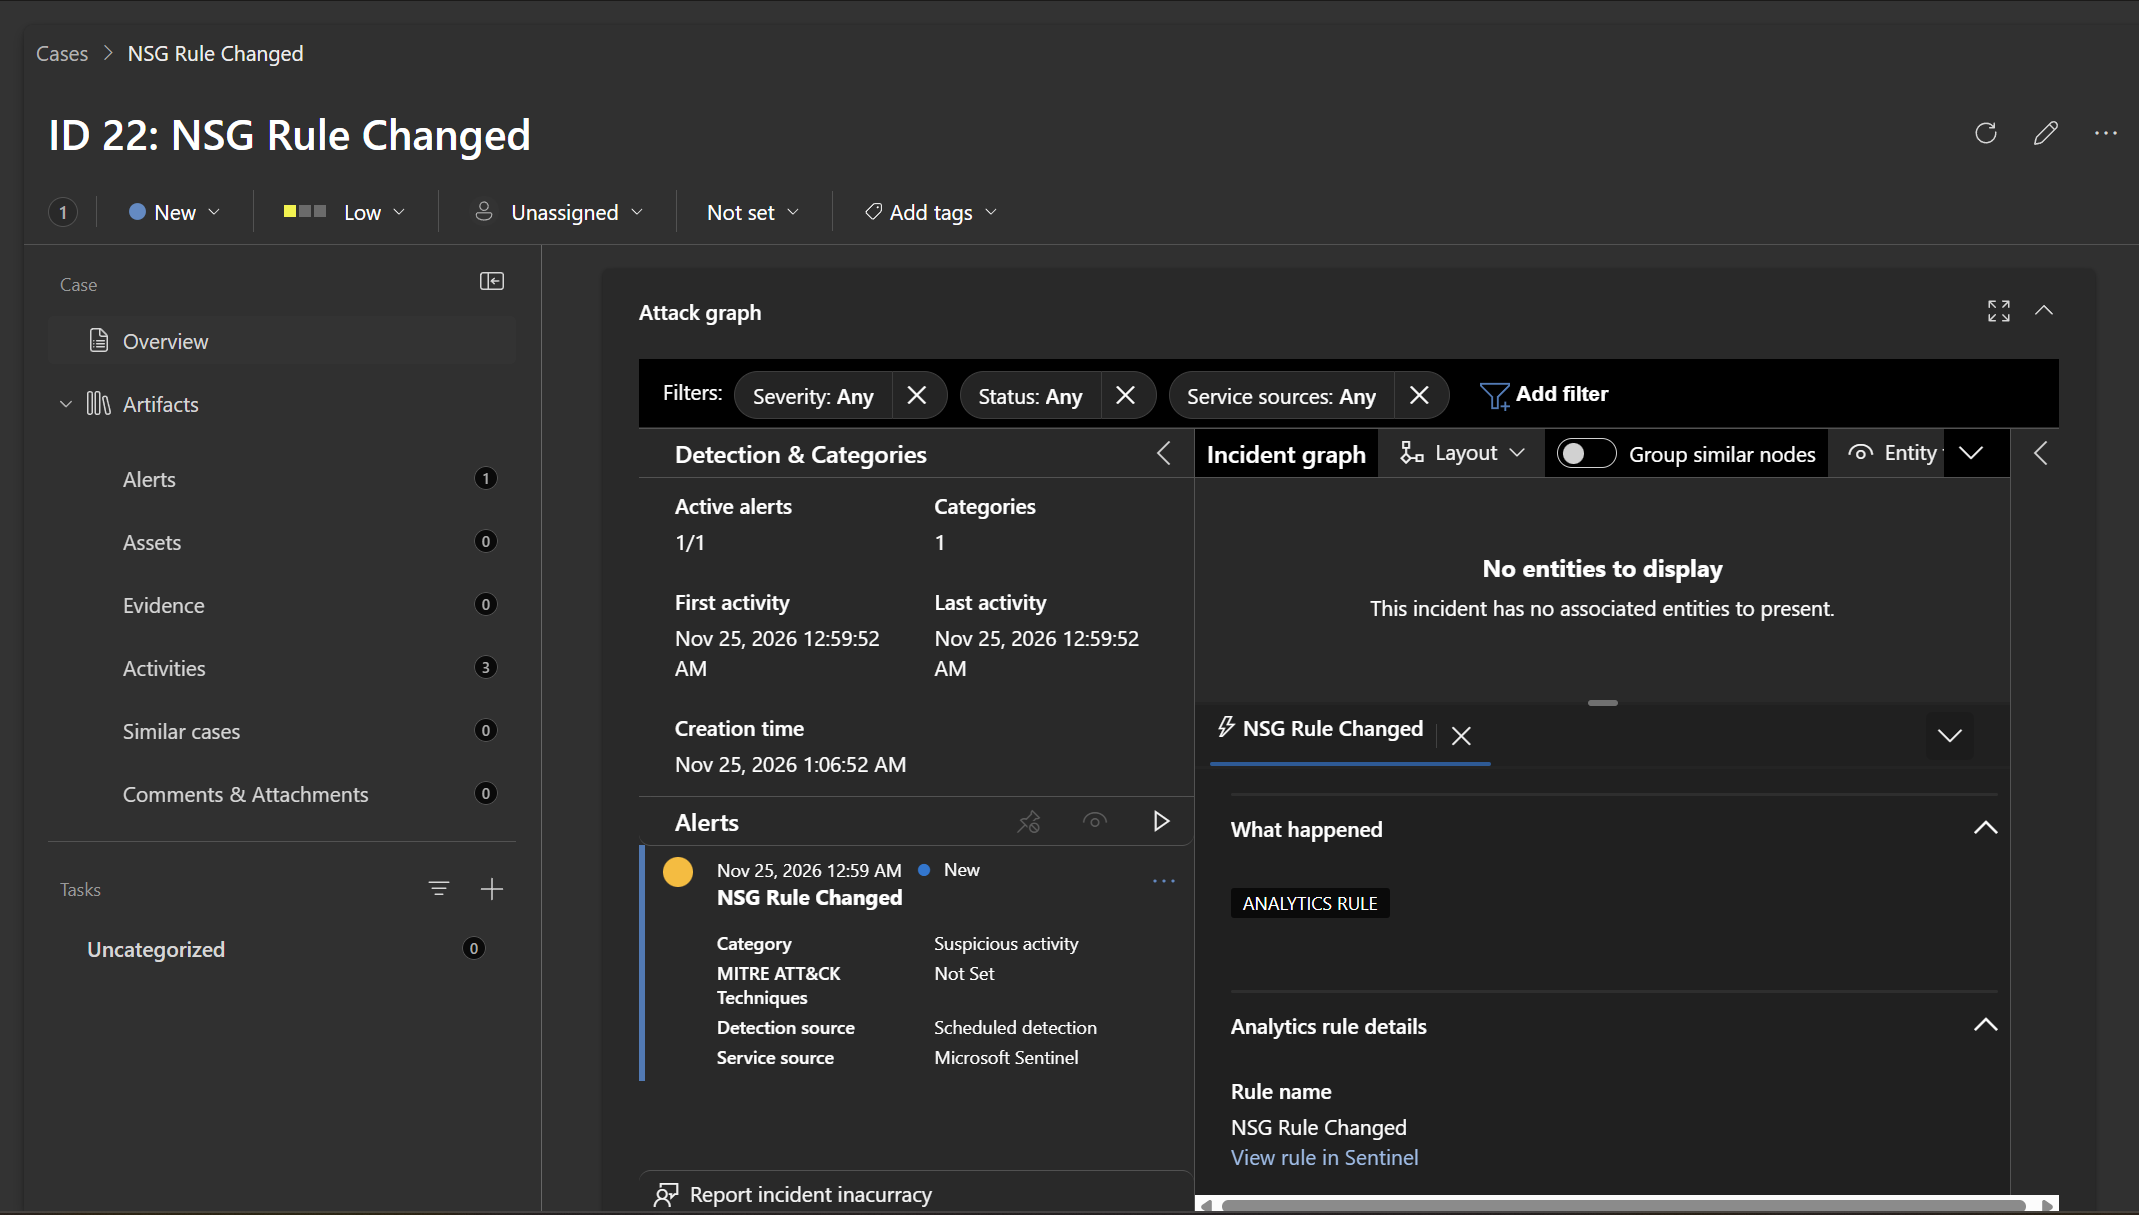 Cases > NSG Rule Changed
ID 22: NSG Rule Changed
1 New Low Unassigned Not set Add tags
Case
Overview
Artifacts
Alerts 1
Assets 0
Evidence 0
Activities 3
Similar cases 0
Comments & Attachments 0
Tasks
Uncategorized 0
Attack graph
Filters: Severity: Any Status: Any Service sources: Any Add filter
Detection & Categories
Active alerts Categories
1/1 1
First activity Last activity
Nov 25, 2026 12:59:52 Nov 25, 2026 12:59:52
AM AM
Creation time
Nov 25, 2026 1:06:52 AM
Alerts
Nov 25, 2026 12:59 AM New
NSG Rule Changed
Category Suspicious activity
MITRE ATT&CK Not Set
Techniques
Detection source Scheduled detection
Service source Microsoft Sentinel
Report incident inacurracy
Incident graph Layout Group similar nodes Entity
No entities to display
This incident has no associated entities to present.
NSG Rule Changed
What happened
ANALYTICS RULE
Analytics rule details
Rule name
NSG Rule Changed
View rule in Sentinel